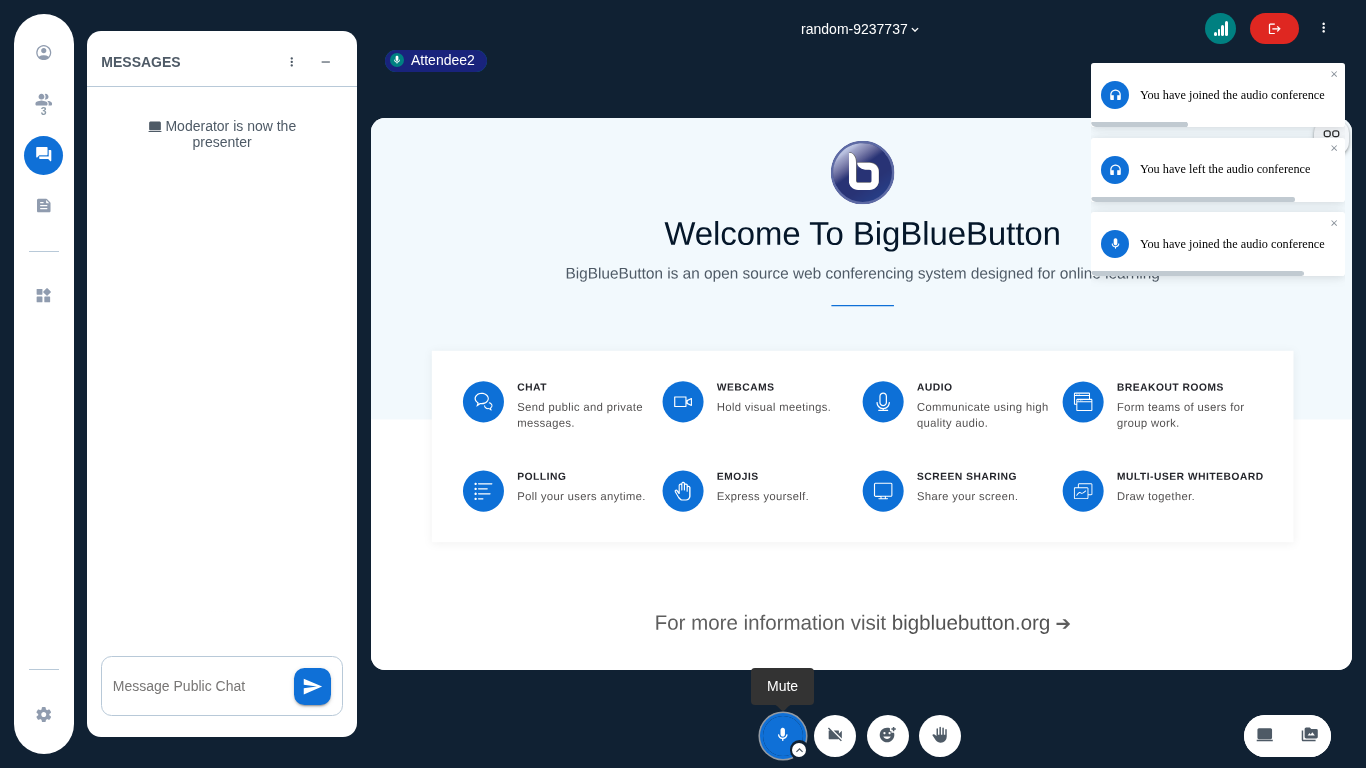 random-9237737
MESSAGES
3
Attendee2
You have joined the audio conference
You have left the audio conference
You have joined the audio conference
Moderator is now the
presenter
Welcome To BigBlueButton
BigBlueButton is an open source web conferencing system designed for online learning
CHAT
Send public and private
messages.
WEBCAMS
Hold visual meetings.
AUDIO
Communicate using high
quality audio.
BREAKOUT ROOMS
Form teams of users for
group work.
POLLING
Poll your users anytime.
EMOJIS
Express yourself.
SCREEN SHARING
Share your screen.
MULTI-USER WHITEBOARD
Draw together.
For more information visit bigbluebutton.org ➔
Message Public Chat
Mute